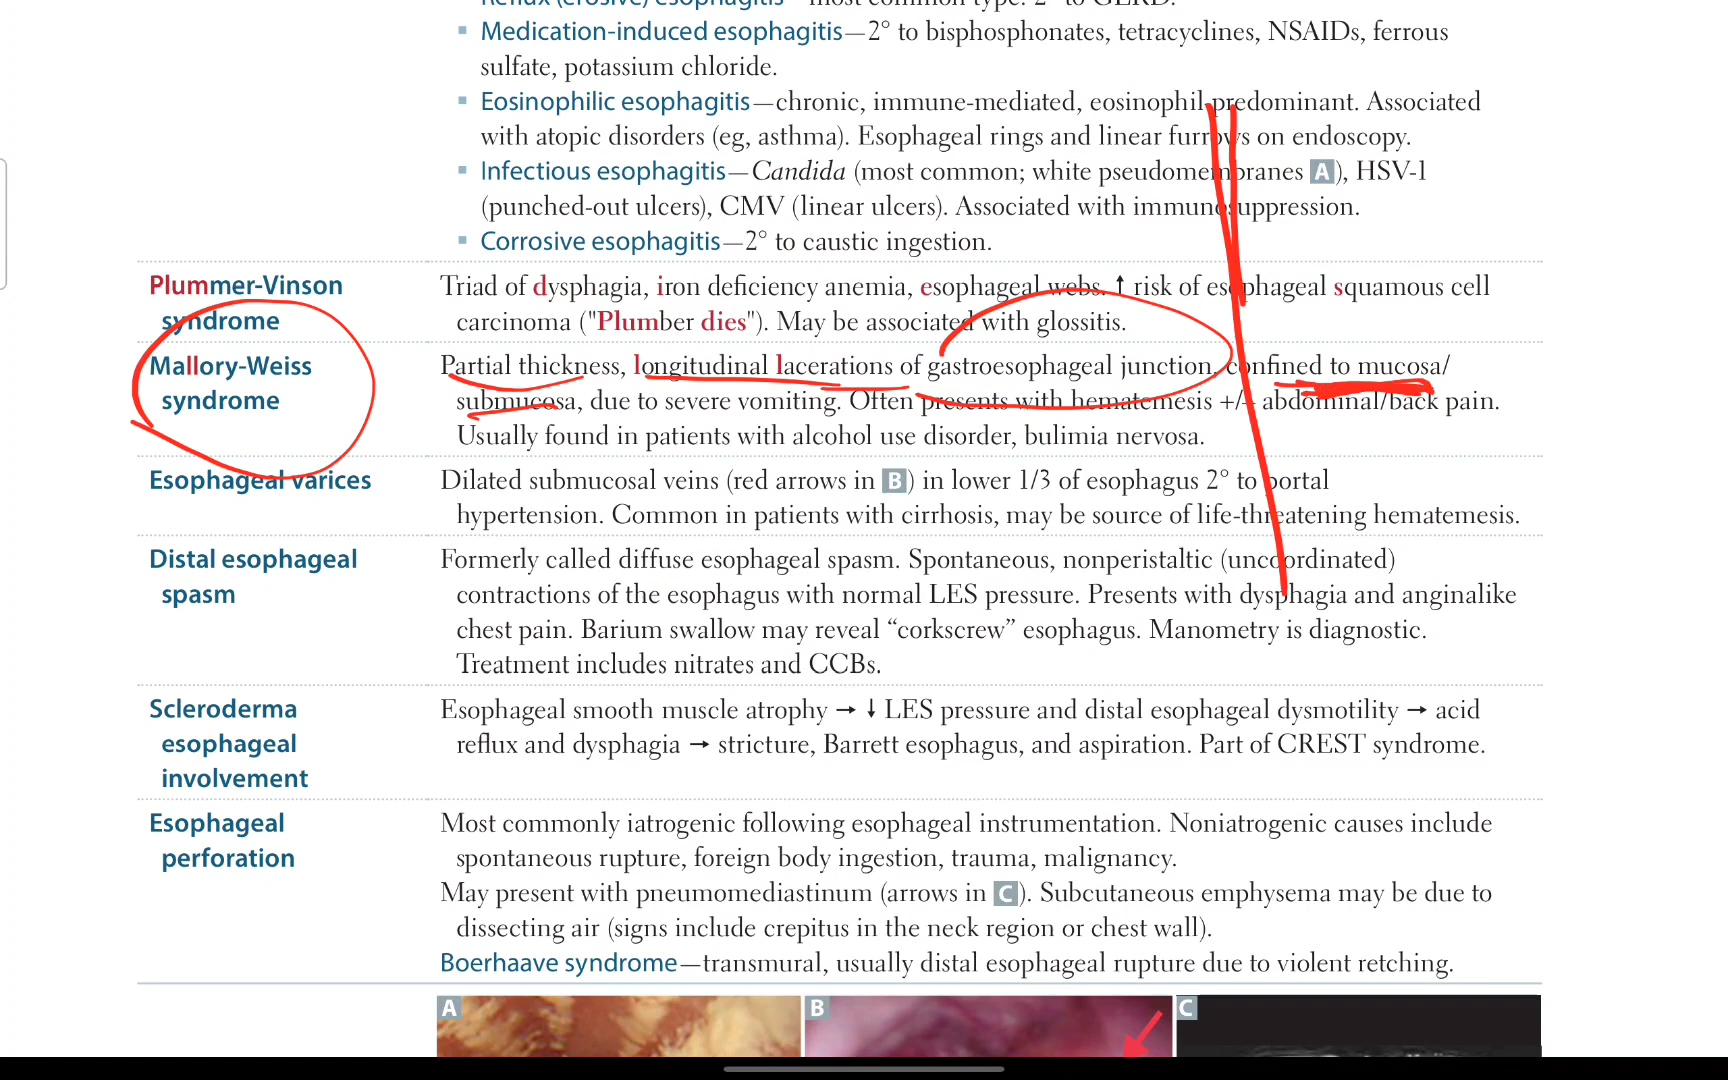 Reflux (erosive) esophagitis—most common type. 2° to GERD.
▪ Medication-induced esophagitis—2° to bisphosphonates, tetracyclines, NSAIDs, ferrous
sulfate, potassium chloride.
▪ Eosinophilic esophagitis—chronic, immune-mediated, eosinophil predominant. Associated
with atopic disorders (eg, asthma). Esophageal rings and linear furrows on endoscopy.
▪ Infectious esophagitis—Candida (most common; white pseudomembranes A), HSV-1
(punched-out ulcers), CMV (linear ulcers). Associated with immunosuppression.
▪ Corrosive esophagitis—2° to caustic ingestion.
Plummer-Vinson
syndrome
Triad of dysphagia, iron deficiency anemia, esophageal webs. ↑ risk of esophageal squamous cell
carcinoma ("Plumber dies"). May be associated with glossitis.
Mallory-Weiss
syndrome
Partial thickness, longitudinal lacerations of gastroesophageal junction, confined to mucosa/
submucosa, due to severe vomiting. Often presents with hematemesis +/– abdominal/back pain.
Usually found in patients with alcohol use disorder, bulimia nervosa.
Esophageal varices
Dilated submucosal veins (red arrows in B) in lower 1/3 of esophagus 2° to portal
hypertension. Common in patients with cirrhosis, may be source of life-threatening hematemesis.
Distal esophageal
spasm
Formerly called diffuse esophageal spasm. Spontaneous, nonperistaltic (uncoordinated)
contractions of the esophagus with normal LES pressure. Presents with dysphagia and anginalike
chest pain. Barium swallow may reveal “corkscrew” esophagus. Manometry is diagnostic.
Treatment includes nitrates and CCBs.
Scleroderma
esophageal
involvement
Esophageal smooth muscle atrophy → ↓ LES pressure and distal esophageal dysmotility → acid
reflux and dysphagia → stricture, Barrett esophagus, and aspiration. Part of CREST syndrome.
Esophageal
perforation
Most commonly iatrogenic following esophageal instrumentation. Noniatrogenic causes include
spontaneous rupture, foreign body ingestion, trauma, malignancy.
May present with pneumomediastinum (arrows in C). Subcutaneous emphysema may be due to
dissecting air (signs include crepitus in the neck region or chest wall).
Boerhaave syndrome—transmural, usually distal esophageal rupture due to violent retching.
A
B
C